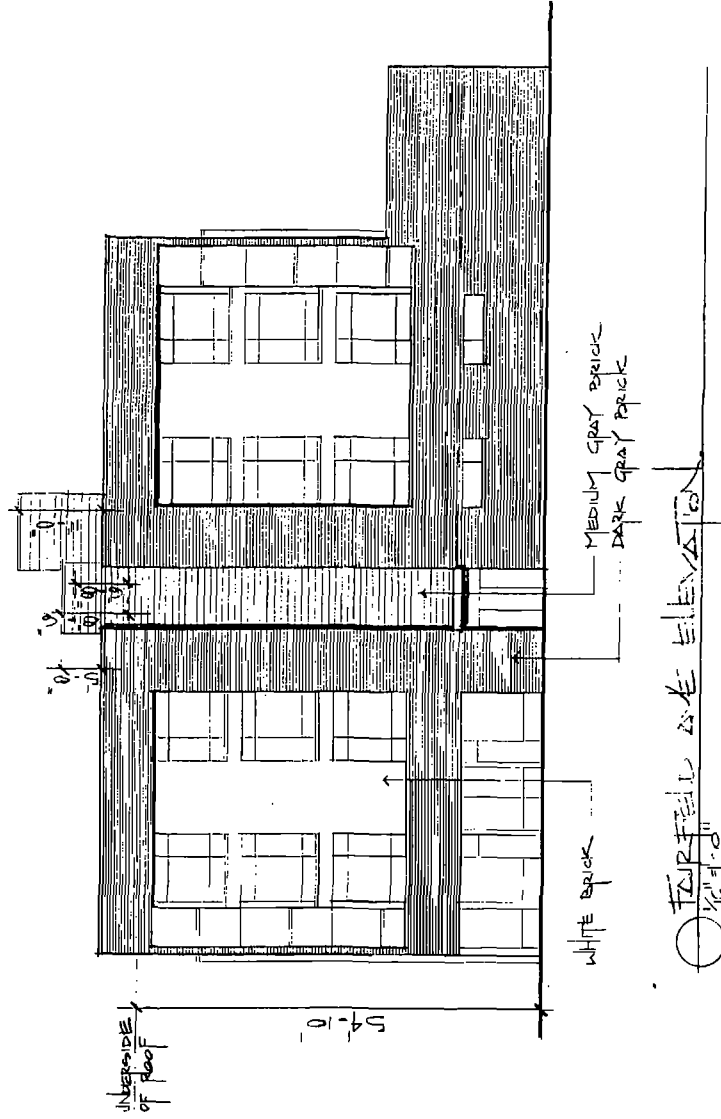 UNDERSIDE
OF ROOF
54'-10"
WHITE BRICK
MEDIUM GRAY BRICK
DARK GRAY BRICK
FAIRFIELD AVE ELEVATION
1/16" = 1'-0"